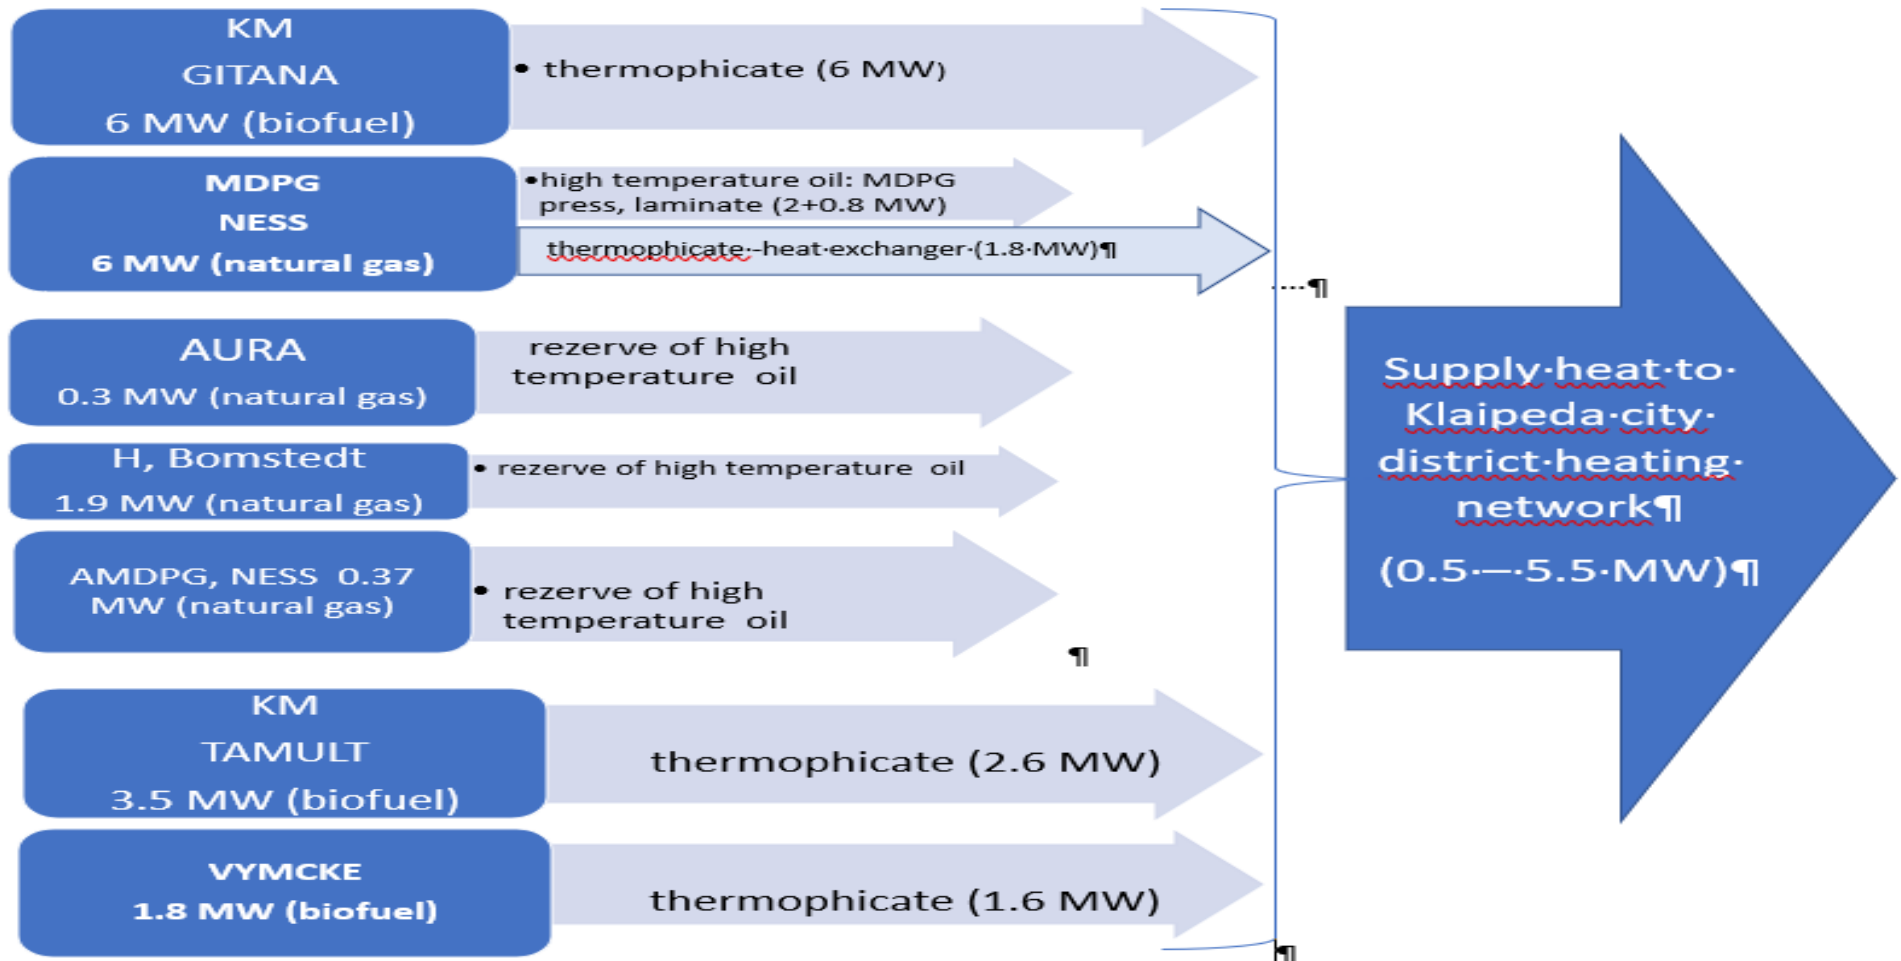 KM
GITANA
6 MW (biofuel)
• thermophicate (6 MW)
MDPG
NESS
6 MW (natural gas)
•high temperature oil: MDPG
press, laminate (2+0.8 MW)
thermophicate·-heat·exchanger·(1.8·MW)¶
····¶
AURA
0.3 MW (natural gas)
rezerve of high
temperature oil
H, Bomstedt
1.9 MW (natural gas)
• rezerve of high temperature oil
AMDPG, NESS 0.37
MW (natural gas)
• rezerve of high
temperature oil
¶
KM
TAMULT
3.5 MW (biofuel)
thermophicate (2.6 MW)
VYMCKE
1.8 MW (biofuel)
thermophicate (1.6 MW)
¶
Supply·heat·to·
Klaipeda·city·
district·heating·
network¶
(0.5·–·5.5·MW)¶